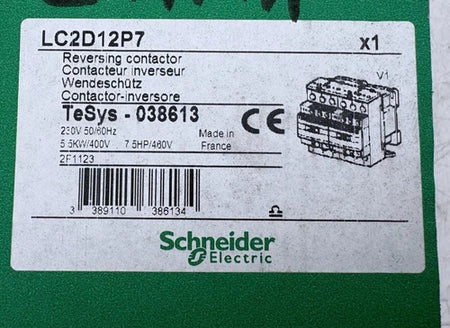 LC2D12P7 x1
Reversing contactor
Contacteur inverseur
Wendeschütz
Contactor-inversore
TeSys - 038613 CE
230V 50/60Hz Made in
5.5KW/400V 7.5HP/460V France
2F1123
V1
3 389110 386134
Schneider
Electric